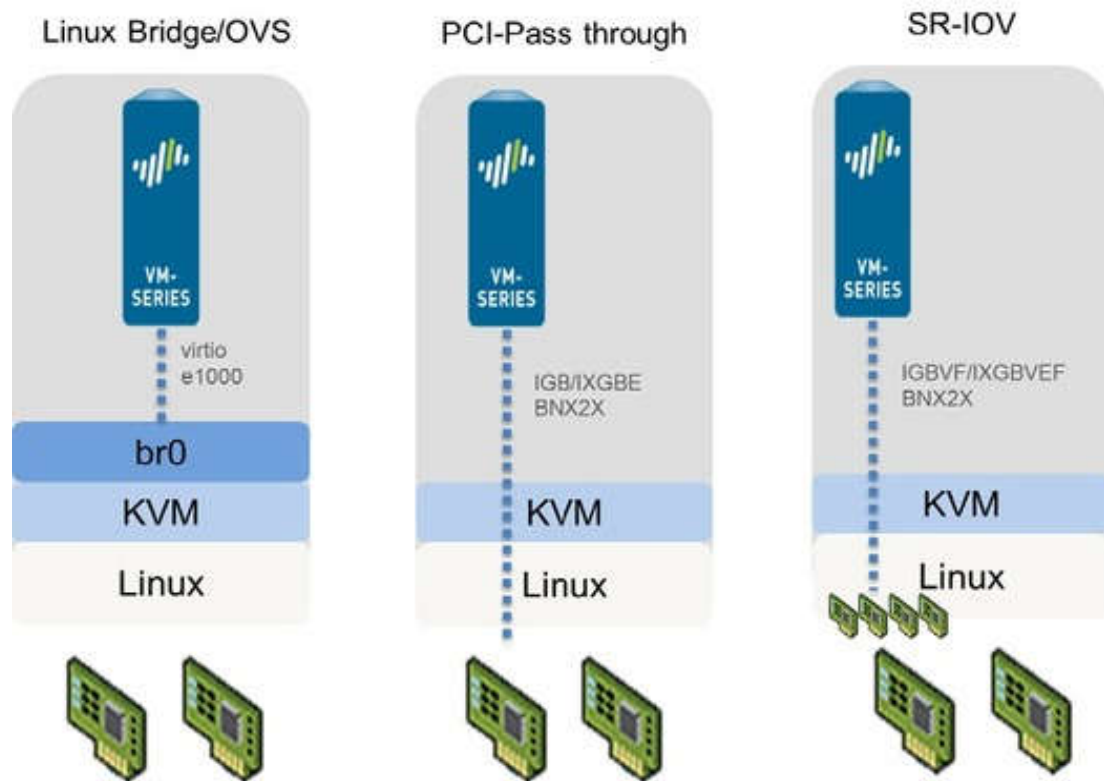 Linux Bridge/OVS
VM-
SERIES
virtio
e1000
br0
KVM
Linux
PCI-Pass through
VM-
SERIES
IGB/IXGBE
BNX2X
KVM
Linux
SR-IOV
VM-
SERIES
IGBVF/IXGBVEF
BNX2X
KVM
Linux